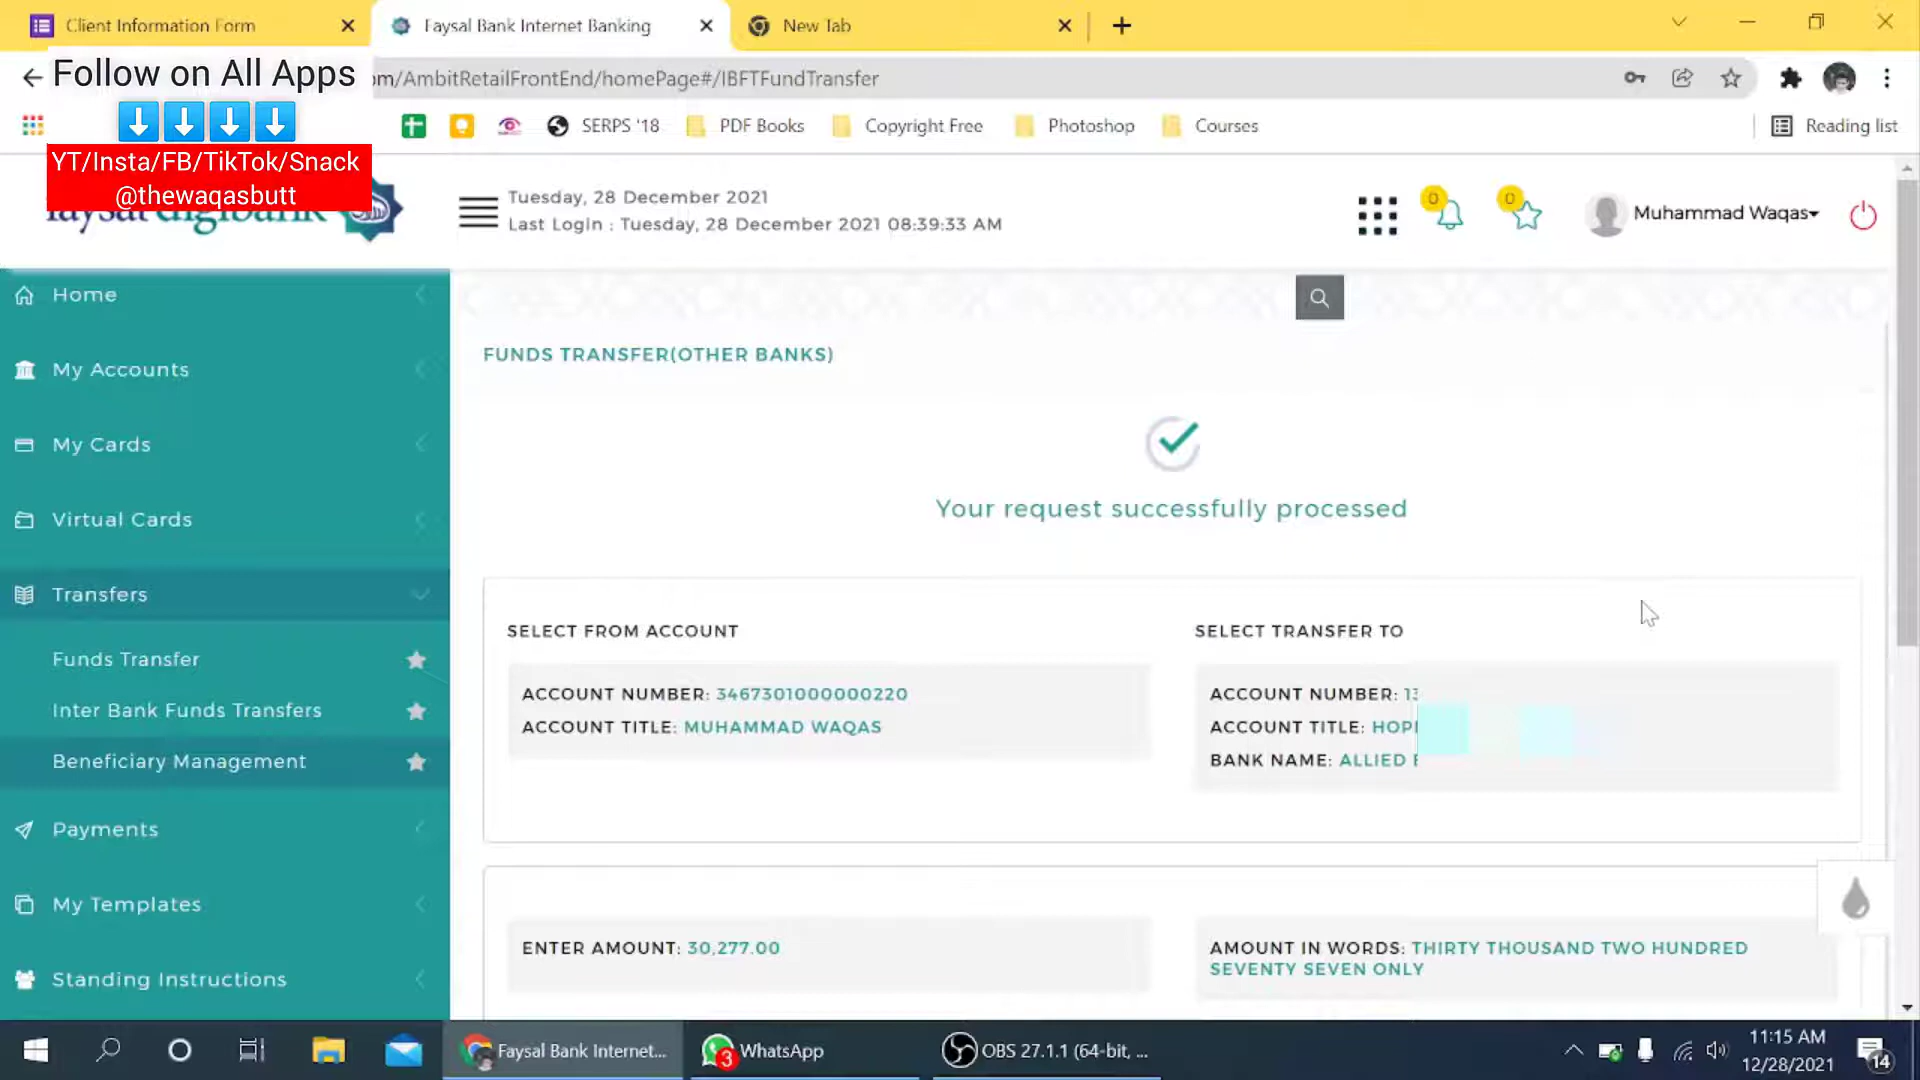 Client Information Form
Faysal Bank Internet Banking
New Tab
Follow on All Apps
om/AmbitRetailFrontEnd/homePage#/IBFTFundTransfer
SERPS '18
PDF Books
Copyright Free
Photoshop
Courses
Reading list
YT/Insta/FB/TikTok/Snack
@thewaqasbutt
faysal digibank
Tuesday, 28 December 2021
Last Login : Tuesday, 28 December 2021 08:39:33 AM
0
0
Muhammad Waqas
Home
My Accounts
My Cards
Virtual Cards
Transfers
Funds Transfer
Inter Bank Funds Transfers
Beneficiary Management
Payments
My Templates
Standing Instructions
FUNDS TRANSFER(OTHER BANKS)
Your request successfully processed
SELECT FROM ACCOUNT
ACCOUNT NUMBER: 3467301000000220
ACCOUNT TITLE: MUHAMMAD WAQAS
SELECT TRANSFER TO
ACCOUNT NUMBER: 13
ACCOUNT TITLE: HOP
BANK NAME: ALLIED
ENTER AMOUNT: 30,277.00
AMOUNT IN WORDS: THIRTY THOUSAND TWO HUNDRED
SEVENTY SEVEN ONLY
Faysal Bank Internet...
3
WhatsApp
OBS 27.1.1 (64-bit, ...
11:15 AM
12/28/2021
14